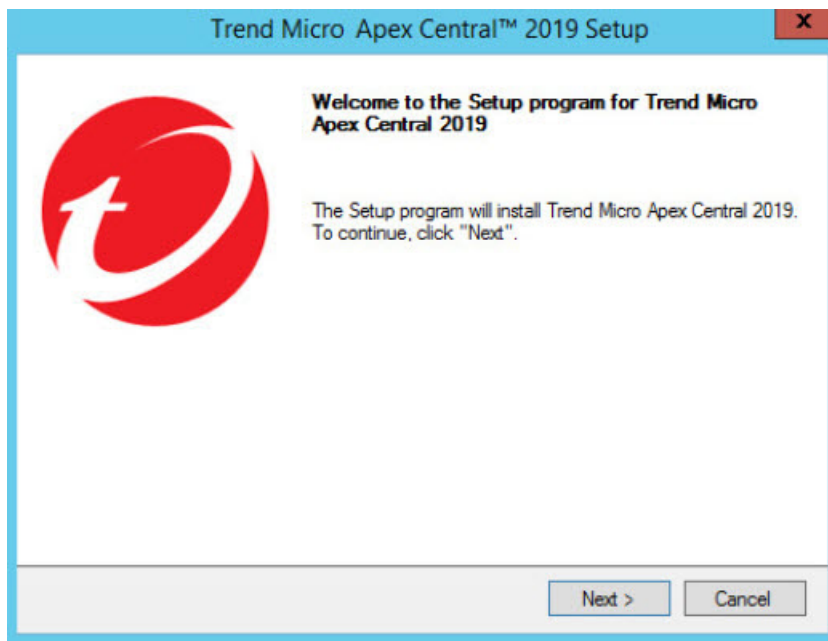 Trend Micro Apex Central™ 2019 Setup
x
Welcome to the Setup program for Trend Micro
Apex Central 2019
The Setup program will install Trend Micro Apex Central 2019.
To continue, click "Next".
Next >
Cancel